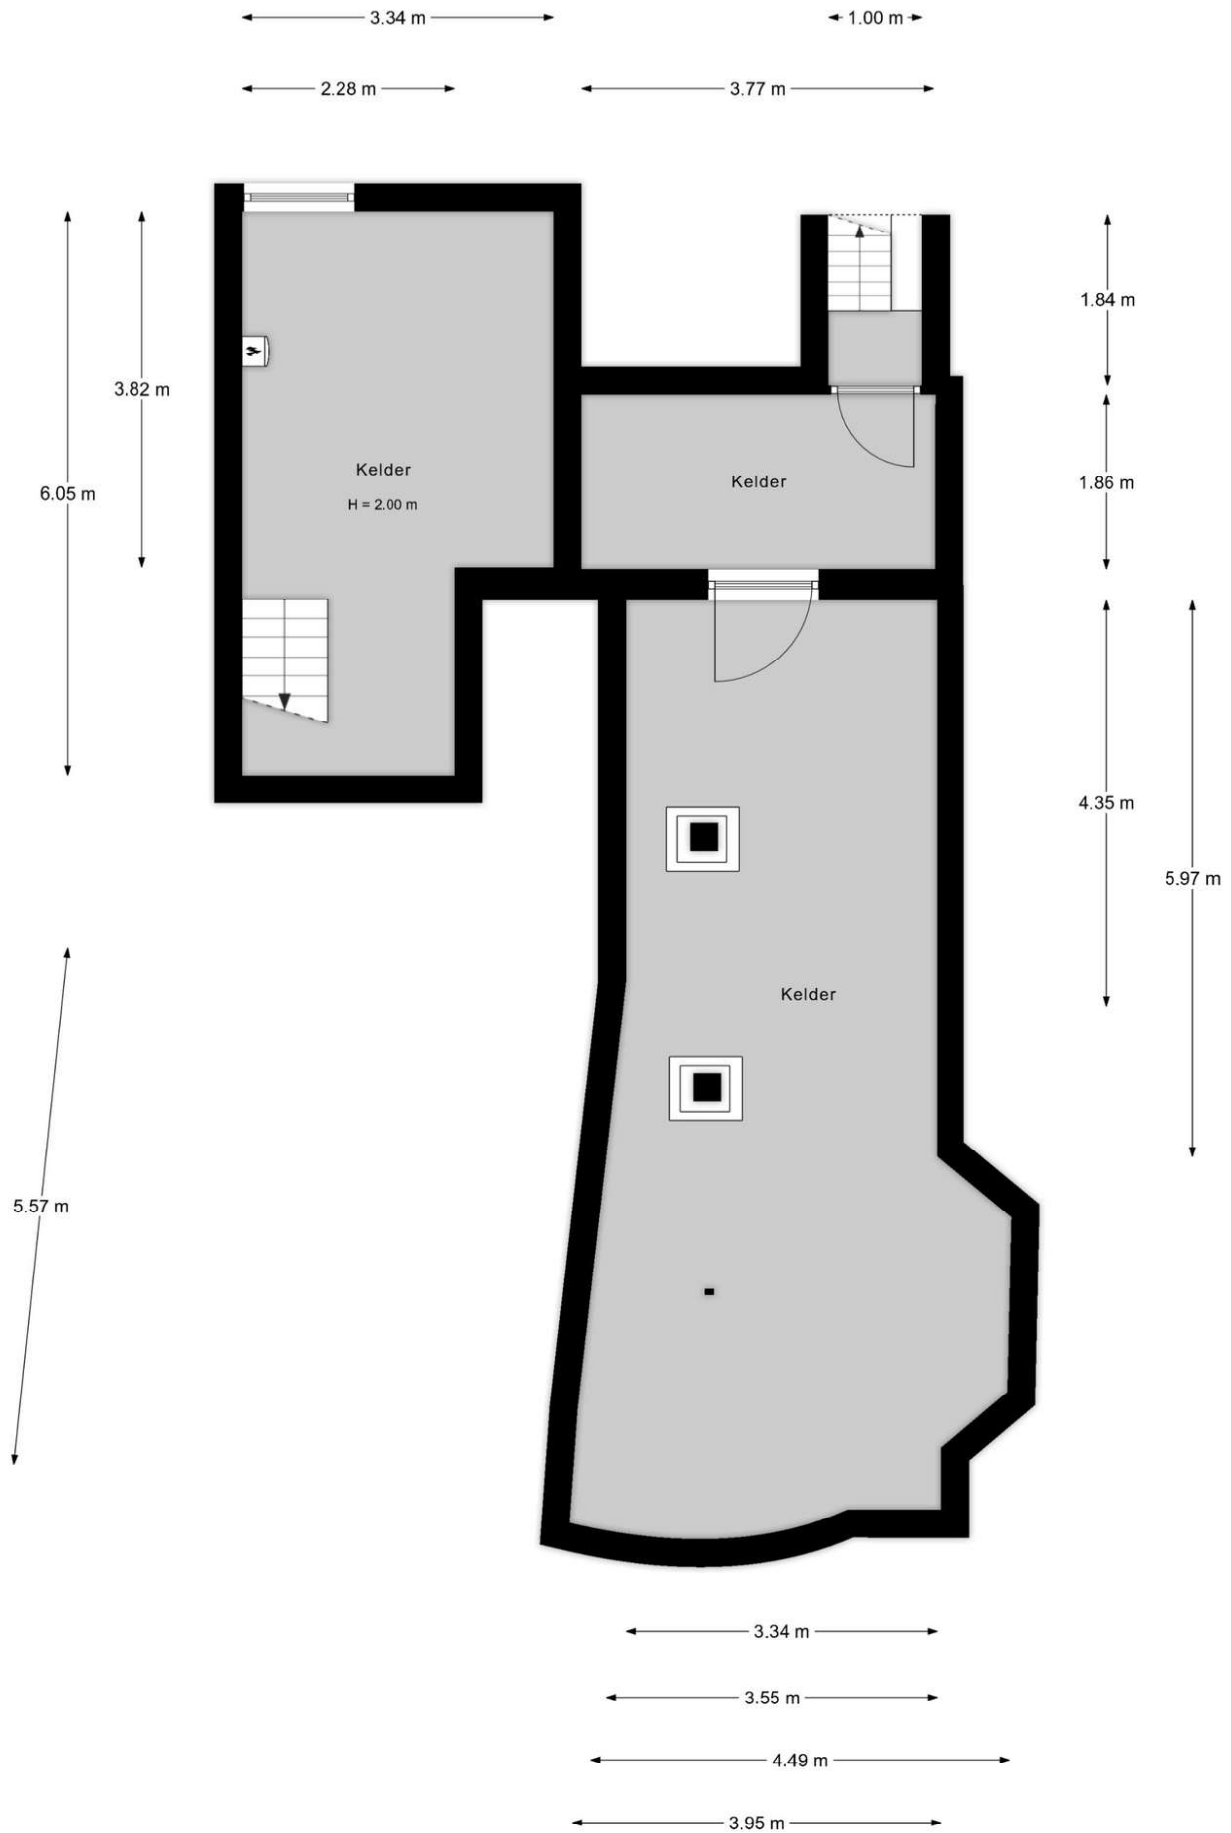 3.34 m
1.00 m
2.28 m
3.77 m
1.84 m
3.82 m
Kelder
Kelder
1.86 m
6.05 m
H = 2.00 m
4.35 m
5.97 m
Kelder
5.57 m
3.34 m
3.55 m
4.49 m
3.95 m